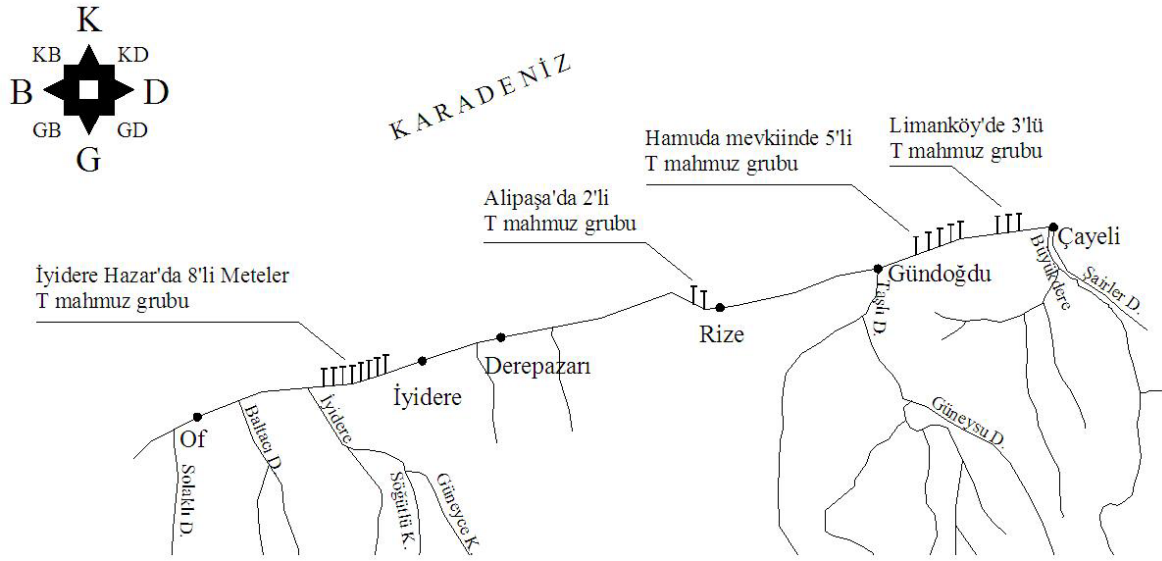 K
KB KD
B D
GB GD
G
KARADENİZ
Limanköy'de 3'lü
T mahmuz grubu
Hamuda mevkiinde 5'li
T mahmuz grubu
Alipaşa'da 2'li
T mahmuz grubu
İyidere Hazar'da 8'li Meteler
T mahmuz grubu
Çayeli
Büyükdere
Şairler D.
Gündoğdu
Taşlı D.
Rize
Derepazarı
İyidere
Güneysu D.
Of
Baltacı D.
İyidere
Solaklı D.
Söğütlü K.
Güneyce K.